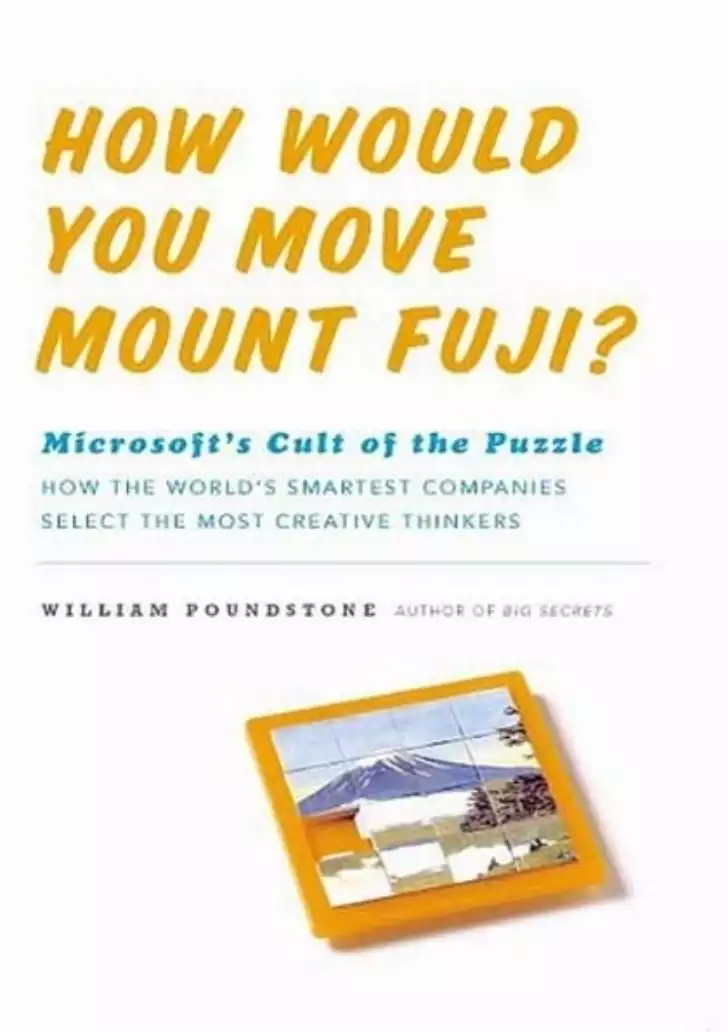 HOW WOULD
YOU MOVE
MOUNT FUJI?
Microsoft's Cult of the Puzzle
HOW THE WORLD'S SMARTEST COMPANIES
SELECT THE MOST CREATIVE THINKERS
WILLIAM POUNDSTONE AUTHOR OF BIG SECRETS